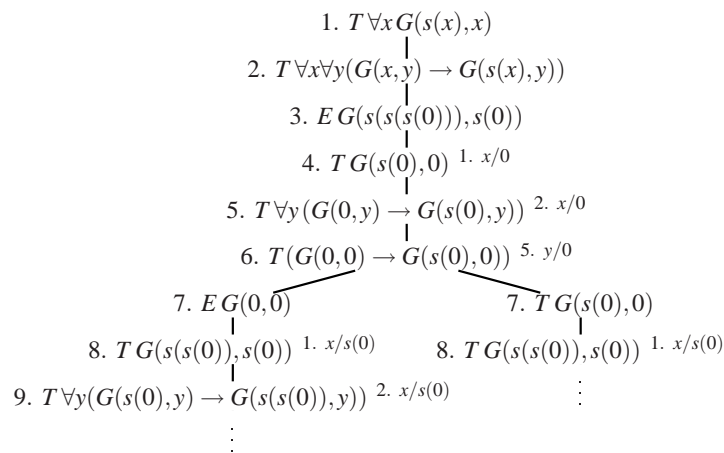 1. T ∀x G(s(x),x)
2. T ∀x∀y(G(x,y) → G(s(x),y))
3. E G(s(s(s(0))),s(0))
4. T G(s(0),0) 1. x/0
5. T ∀y(G(0,y) → G(s(0),y)) 2. x/0
6. T(G(0,0) → G(s(0),0)) 5. y/0
7. E G(0,0) 7. T G(s(0),0)
8. T G(s(s(0)),s(0)) 1. x/s(0) 8. T G(s(s(0)),s(0)) 1. x/s(0)
9. T ∀y(G(s(0),y) → G(s(s(0)),y)) 2. x/s(0)